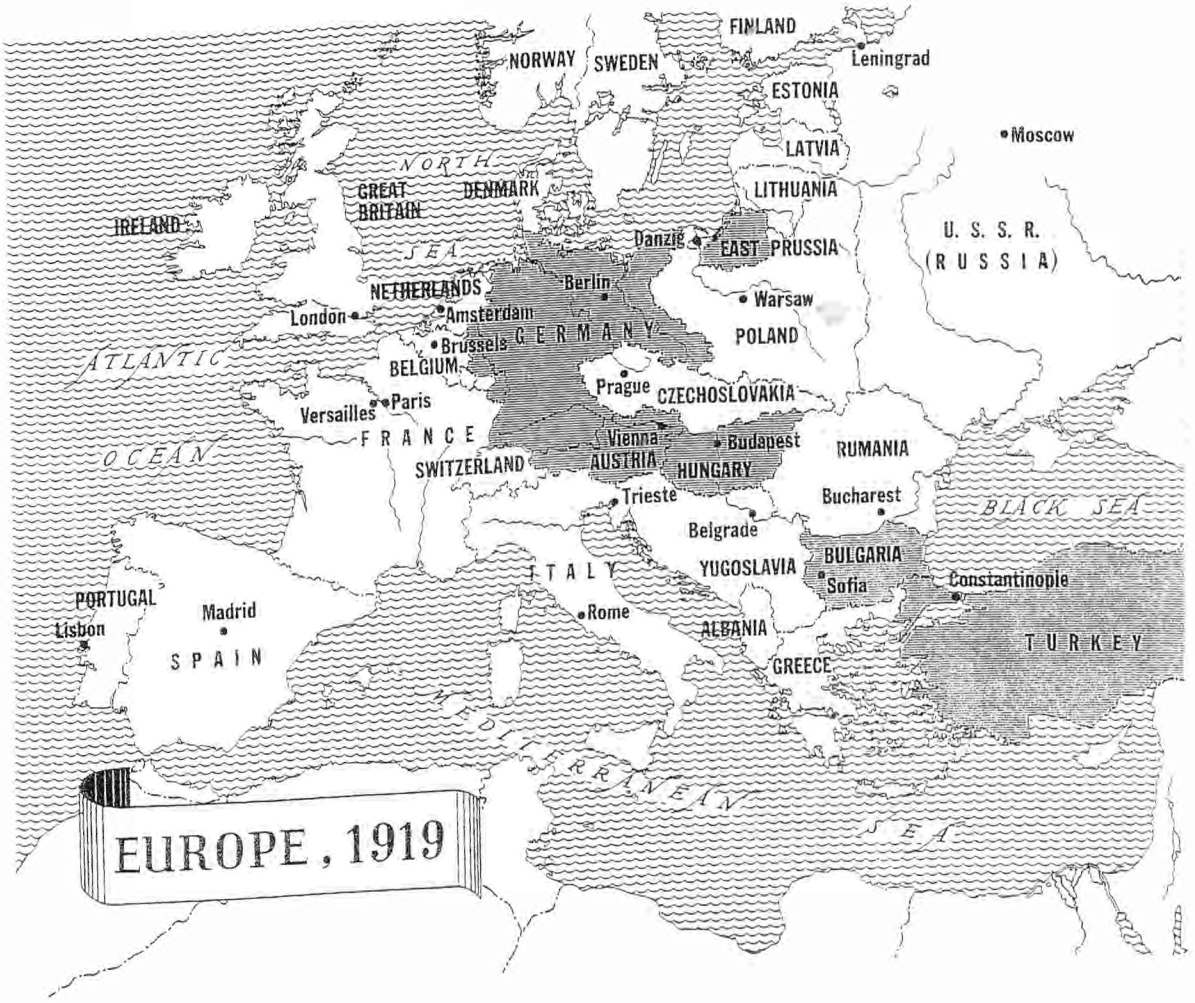 FINLAND
NORWAY
SWEDEN
Leningrad
ESTONIA
Moscow
LATVIA
NORTH
SEA
DENMARK
LITHUANIA
GREAT
BRITAIN
IRELAND
U. S. S. R.
(RUSSIA)
Danzig
EAST PRUSSIA
NETHERLANDS
Berlin
Warsaw
London
Amsterdam
GERMANY
POLAND
Brussels
BELGIUM
ATLANTIC
OCEAN
Prague
CZECHOSLOVAKIA
Versailles
Paris
FRANCE
Vienna
Budapest
AUSTRIA
HUNGARY
RUMANIA
SWITZERLAND
Trieste
Bucharest
BLACK SEA
Belgrade
ITALY
YUGOSLAVIA
BULGARIA
Sofia
Constantinople
PORTUGAL
Lisbon
Madrid
SPAIN
Rome
ALBANIA
TURKEY
GREECE
MEDITERRANEAN
SEA
EUROPE, 1919